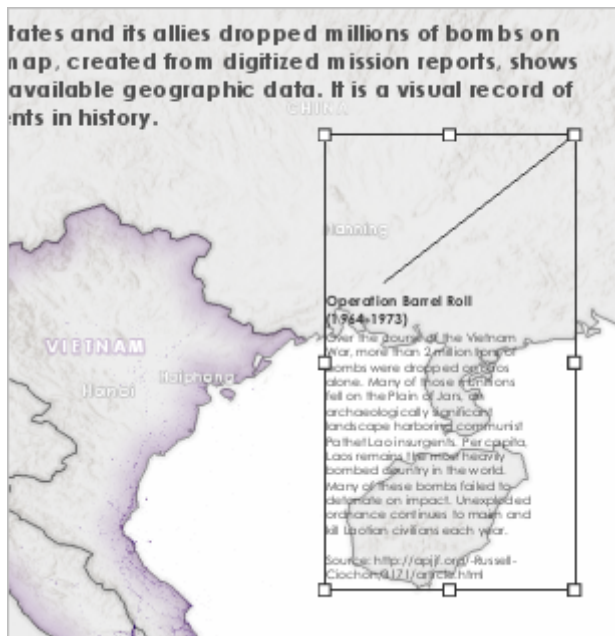 tates and its allies dropped millions of bombs on
map, created from digitized mission reports, shows
available geographic data. It is a visual record of
nts in history.
CHINA
Nanning
Operation Barrel Roll
(1964-1973)
Over the course of the Vietnam
War, more than 2 million tons of
bombs were dropped on Laos
alone. Many of those munitions
fell on the Plain of Jars, an
archaeologically significant
landscape harboring communist
Pathet Lao insurgents. Per capita,
Laos remains the most heavily
bombed country in the world.
Many of these bombs failed to
detonate on impact. Unexploded
ordnance continues to maim and
kill Laotian civilians each year.
Source: http://apjjf.org/-Russell-
Ciochon/3171/article.html
VIETNAM
Hanoi
Haiphong